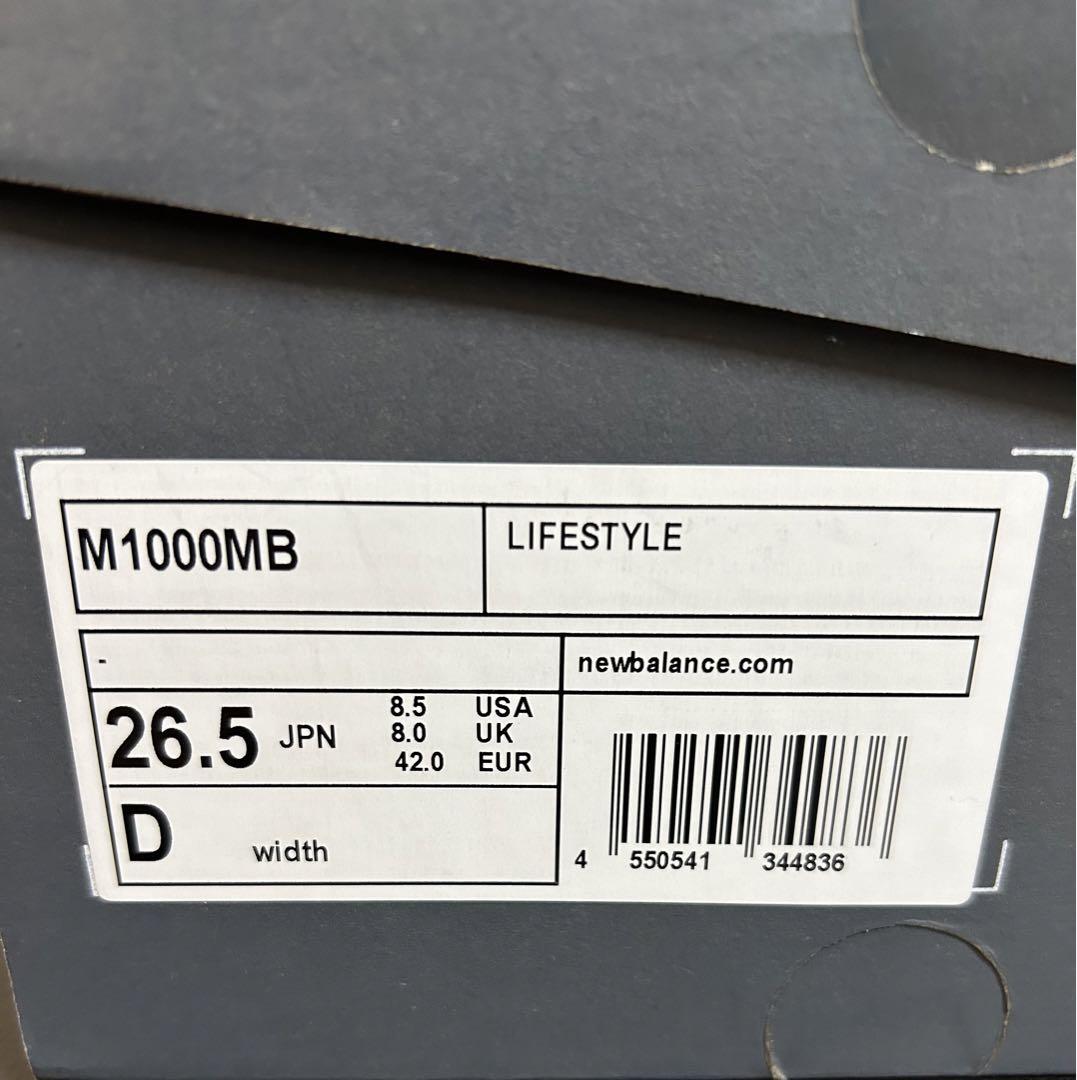 M1000MB
LIFESTYLE
-
newbalance.com
26.5 JPN
8.5 USA
8.0 UK
42.0 EUR
D width
4 550541 344836